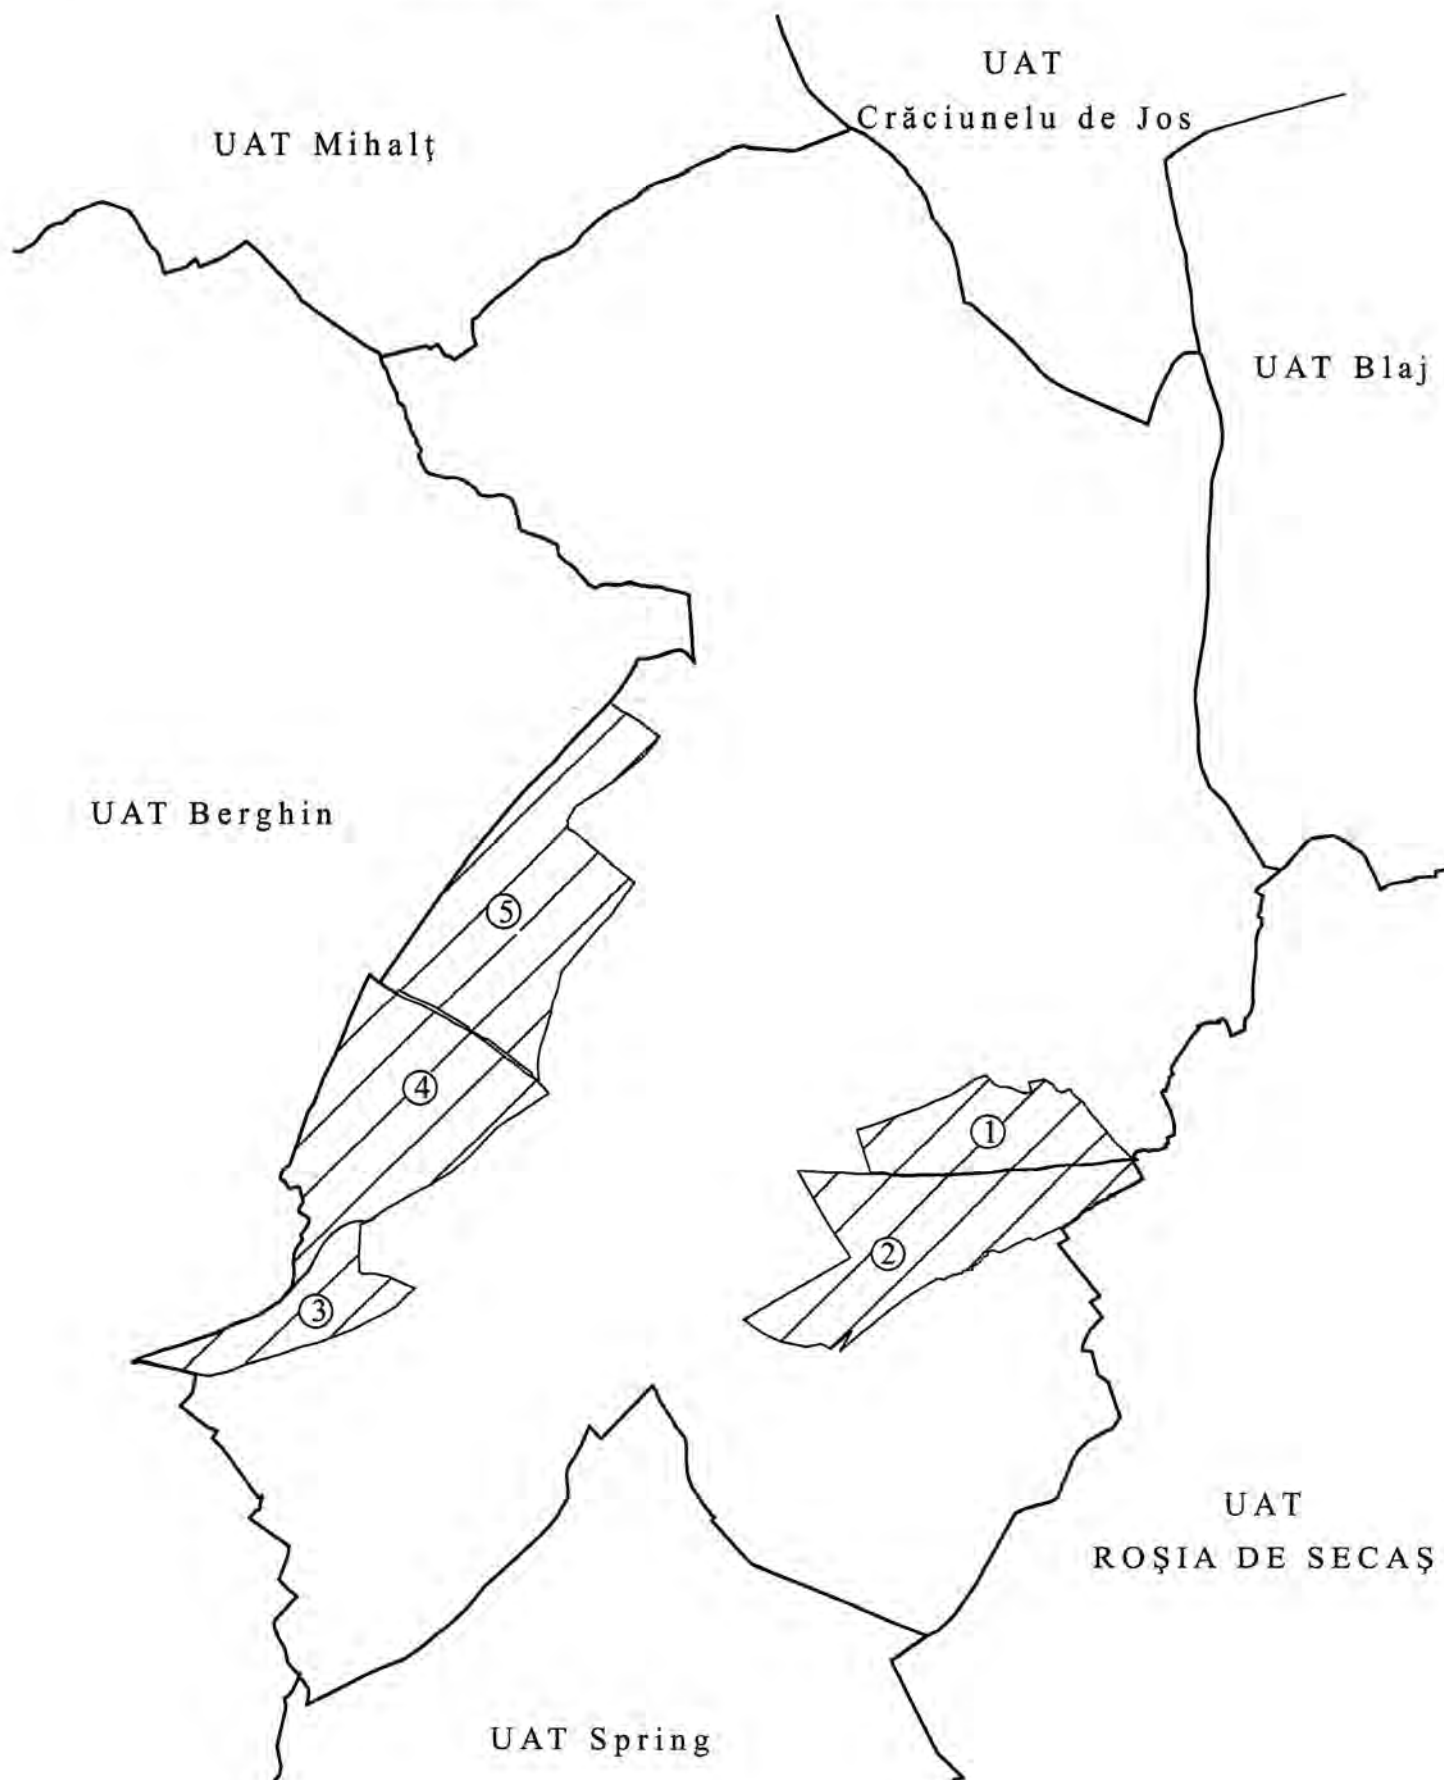 UAT
Crăciunelu de Jos
UAT Mihalţ
UAT Blaj
UAT Berghin
5
4
1
2
3
UAT
ROŞIA DE SECAŞ
UAT Spring